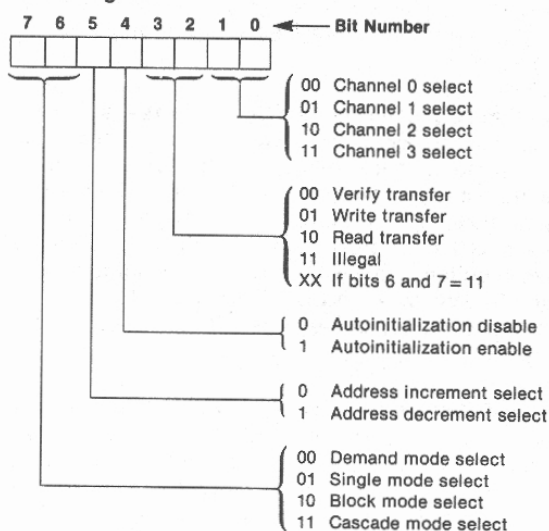 7 6 5 4 3 2 1 0 Bit Number
00 Channel 0 select
01 Channel 1 select
10 Channel 2 select
11 Channel 3 select
00 Verify transfer
01 Write transfer
10 Read transfer
11 Illegal
XX If bits 6 and 7 = 11
0 Autoinitialization disable
1 Autoinitialization enable
0 Address increment select
1 Address decrement select
00 Demand mode select
01 Single mode select
10 Block mode select
11 Cascade mode select